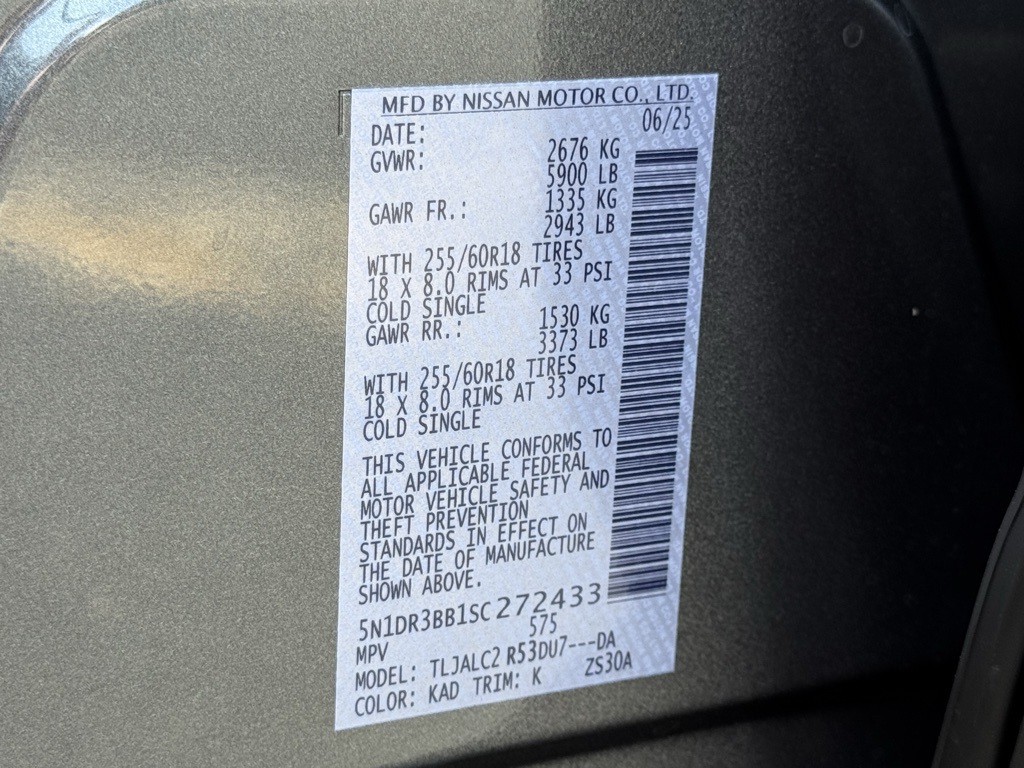 MFD BY NISSAN MOTOR CO., LTD.
DATE: 06/25
GVWR: 2676 KG
5900 LB
GAWR FR.: 1335 KG
2943 LB
WITH 255/60R18 TIRES
18 X 8.0 RIMS AT 33 PSI
COLD SINGLE
GAWR RR.: 1530 KG
3373 LB
WITH 255/60R18 TIRES
18 X 8.0 RIMS AT 33 PSI
COLD SINGLE
THIS VEHICLE CONFORMS TO
ALL APPLICABLE FEDERAL
MOTOR VEHICLE SAFETY AND
THEFT PREVENTION
STANDARDS IN EFFECT ON
THE DATE OF MANUFACTURE
SHOWN ABOVE.
5N1DR3BB1SC272433
MPV 575
MODEL: TLJALC2 R53DU7---DA
COLOR: KAD TRIM: K ZS30A